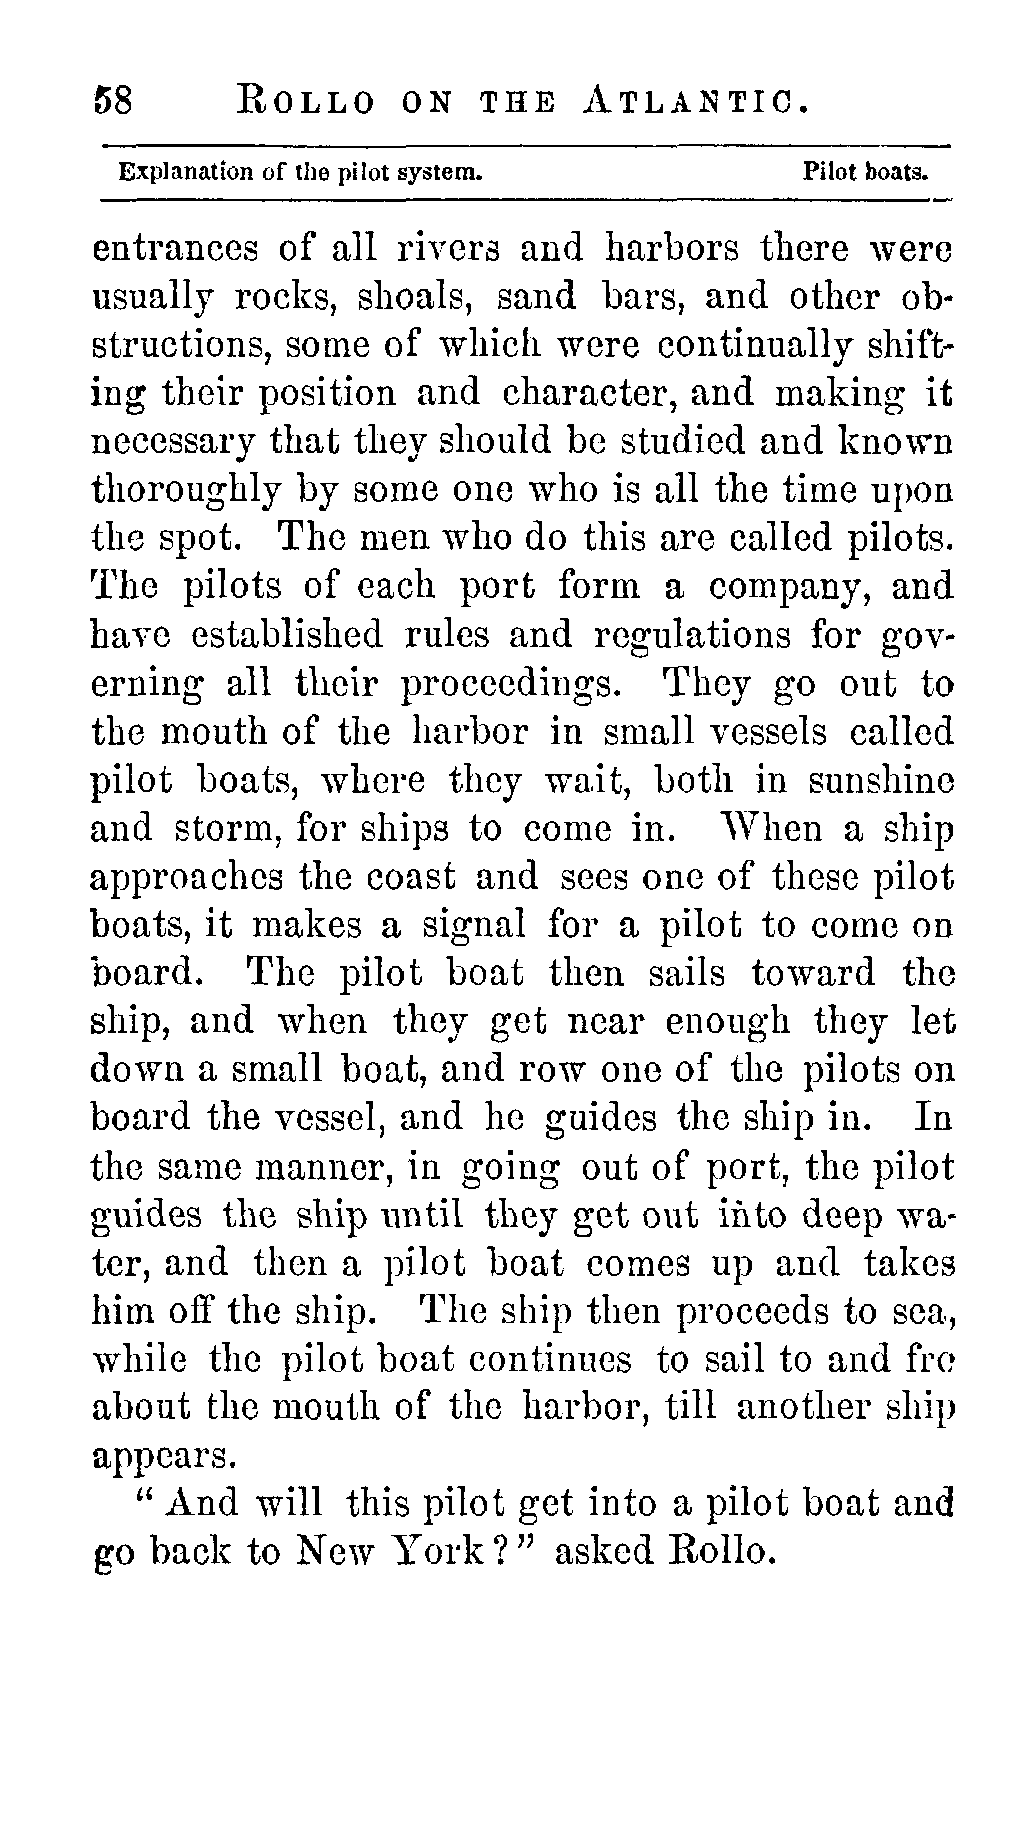 58 ROLLO ON THE ATLANTIC.
Explanation of the pilot system. Pilot boats.
entrances of all rivers and harbors there were
usually rocks, shoals, sand bars, and other ob-
structions, some of which were continually shift-
ing their position and character, and making it
necessary that they should be studied and known
thoroughly by some one who is all the time upon
the spot. The men who do this are called pilots.
The pilots of each port form a company, and
have established rules and regulations for gov-
erning all their proceedings. They go out to
the mouth of the harbor in small vessels called
pilot boats, where they wait, both in sunshine
and storm, for ships to come in. When a ship
approaches the coast and sees one of these pilot
boats, it makes a signal for a pilot to come on
board. The pilot boat then sails toward the
ship, and when they get near enough they let
down a small boat, and row one of the pilots on
board the vessel, and he guides the ship in. In
the same manner, in going out of port, the pilot
guides the ship until they get out into deep wa-
ter, and then a pilot boat comes up and takes
him off the ship. The ship then proceeds to sea,
while the pilot boat continues to sail to and fro
about the mouth of the harbor, till another ship
appears.
" And will this pilot get into a pilot boat and
go back to New York ? " asked Rollo.